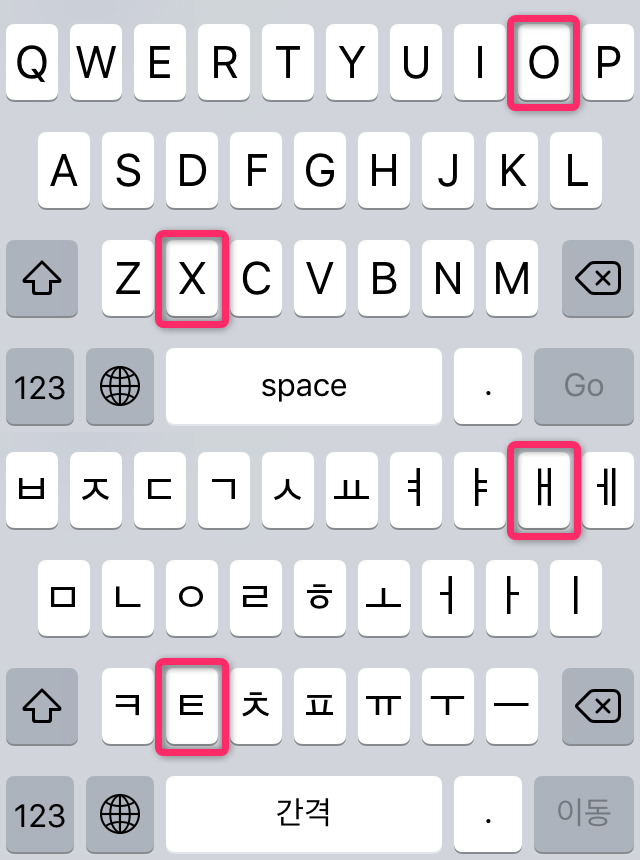 Q W E R T Y U I O P
A S D F G H J K L
Z X C V B N M
123 space . Go
ㅂ ㅈ ㄷ ㄱ ㅅ ㅛ ㅕ ㅑ ㅐ ㅔ
ㅁ ㄴ ㅇ ㄹ ㅎ ㅗ ㅓ ㅏ ㅣ
ㅋ ㅌ ㅊ ㅍ ㅠ ㅜ ㅡ
123 간격 . 이동